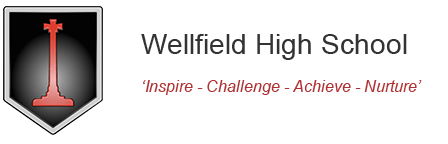 Wellfield High School
‘Inspire - Challenge - Achieve - Nurture’